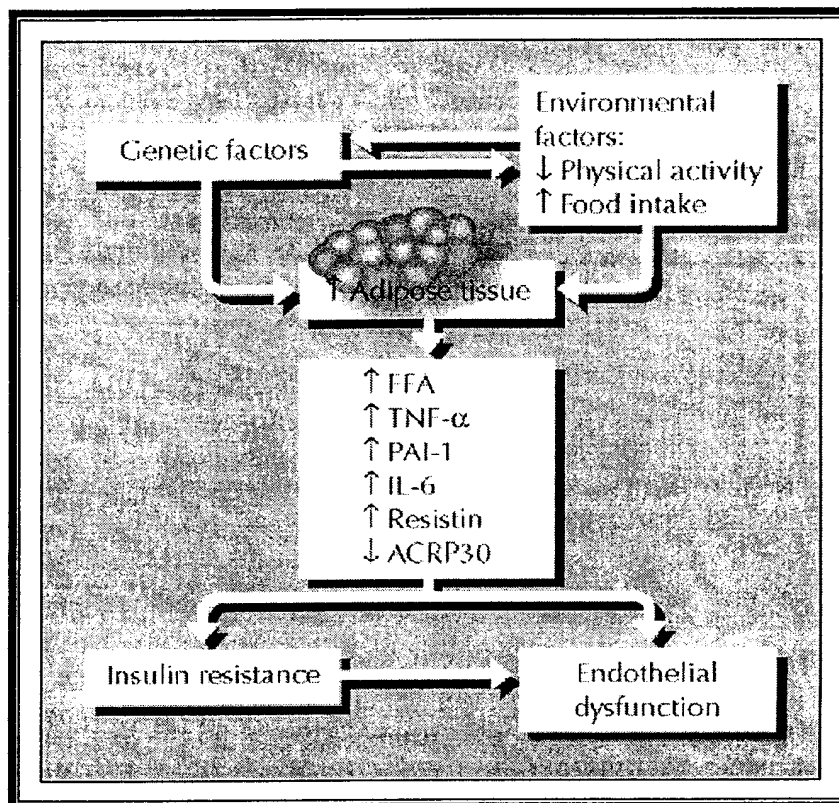 Genetic factors
Environmental
factors:
↓ Physical activity
↑ Food intake
↑ Adipose tissue
↑ FFA
↑ TNF-α
↑ PAI-1
↑ IL-6
↑ Resistin
↓ ACRP30
Insulin resistance
Endothelial
dysfunction